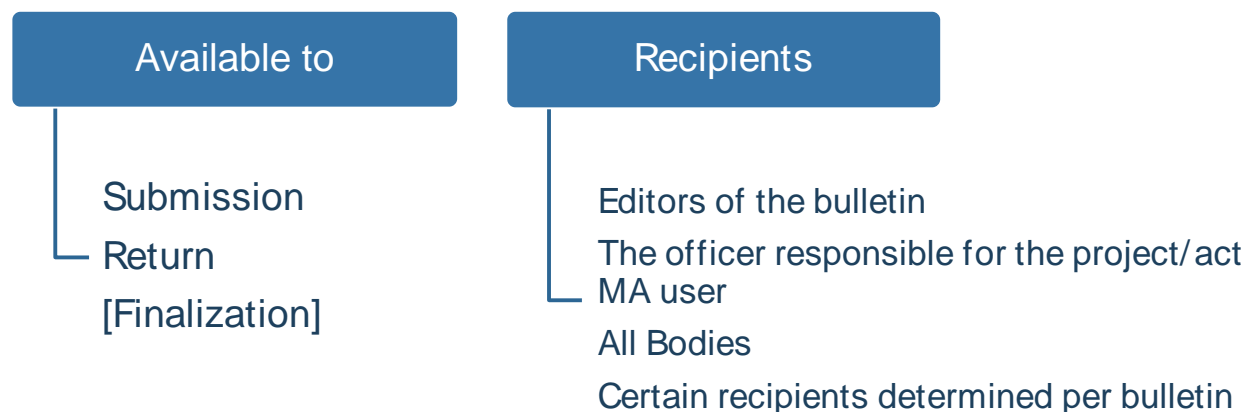 Available to
Submission
Return
[Finalization]
Recipients
Editors of the bulletin
The officer responsible for the project/act
MA user
All Bodies
Certain recipients determined per bulletin